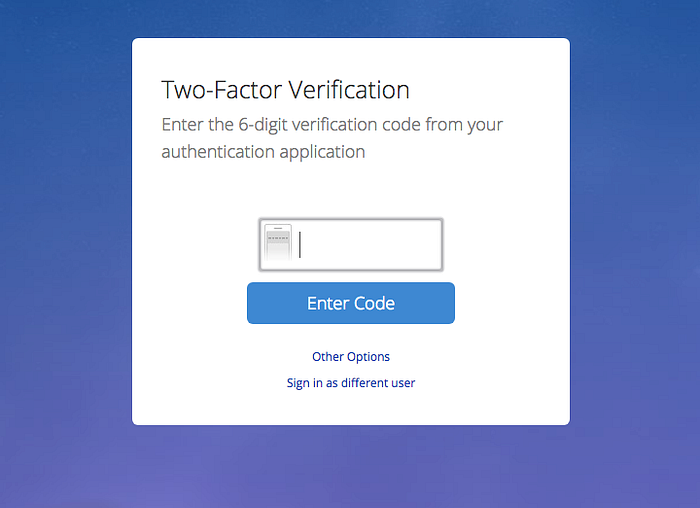 Two-Factor Verification
Enter the 6-digit verification code from your
authentication application
Enter Code
Other Options
Sign in as different user